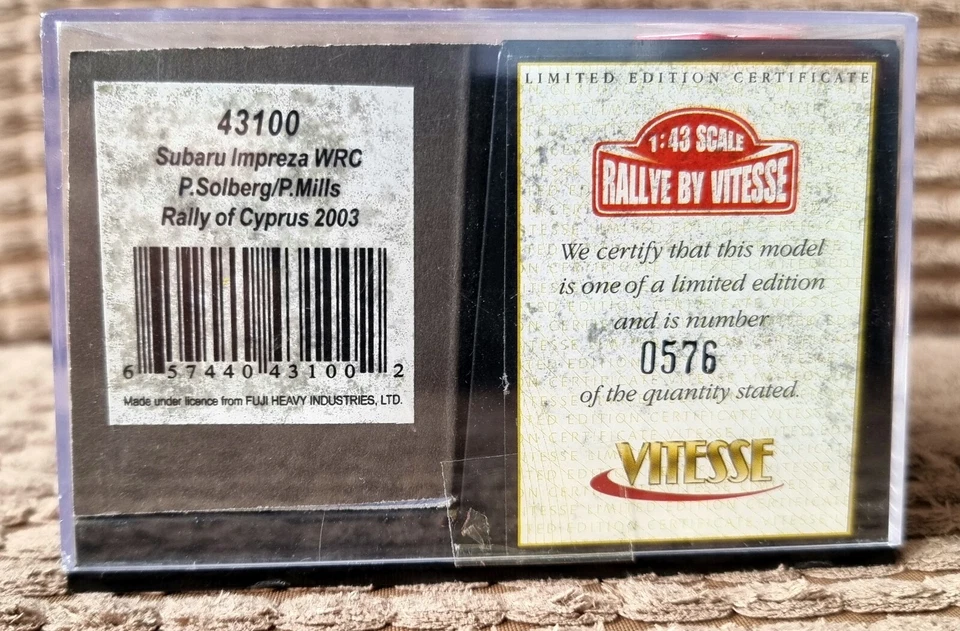 43100
Subaru Impreza WRC
P.Solberg/P.Mills
Rally of Cyprus 2003
6 57440 43100 2
Made under licence from FUJI HEAVY INDUSTRIES, LTD.
LIMITED EDITION CERTIFICATE
1:43 SCALE
RALLYE BY VITESSE
We certify that this model
is one of a limited edition
and is number
0576
of the quantity stated.
VITESSE